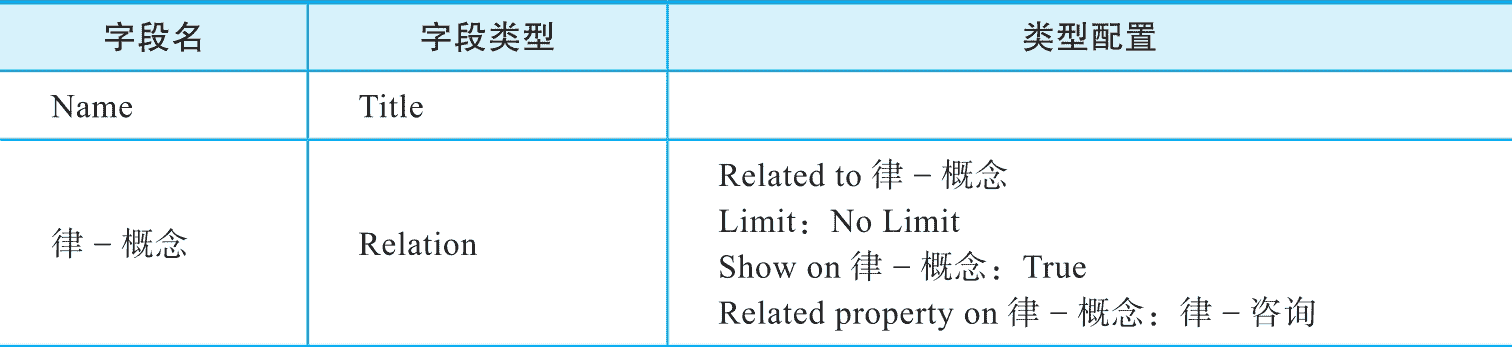 字段名 字段类型 类型配置
Name Title
律–概念 Relation
Related to 律–概念
Limit：No Limit
Show on 律–概念：True
Related property on 律–概念：律–咨询